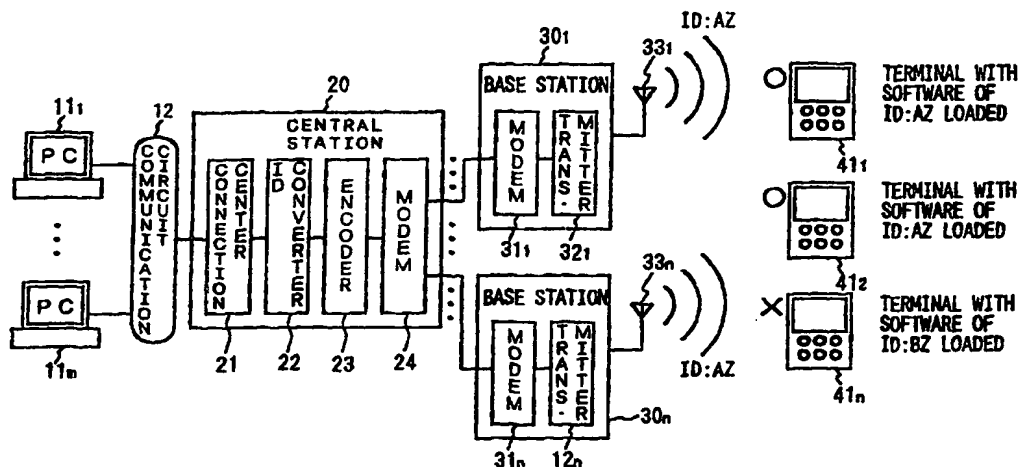 11₁
PC
11ₘ
PC
12
COMMUNICATION
CIRCUIT
20
CENTRAL
STATION
CONNECTION
CENTER
21
ID
CONVERTER
22
ENCODER
23
MODEM
24
30₁
BASE STATION
MODEM
31₁
TRANS-
MITTER
32₁
33₁
ID:AZ
BASE STATION
MODEM
31ₙ
TRANS-
MITTER
12ₙ
30ₙ
33ₙ
ID:AZ
TERMINAL WITH
SOFTWARE OF
ID:AZ LOADED
41₁
TERMINAL WITH
SOFTWARE OF
ID:AZ LOADED
41₂
TERMINAL WITH
SOFTWARE OF
ID:BZ LOADED
41ₙ